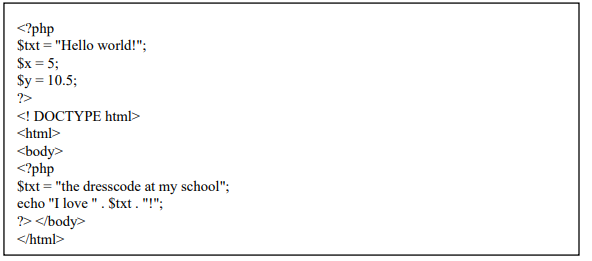 <?php
$txt = "Hello world!";
$x = 5;
$y = 10.5;
?>
<! DOCTYPE html>
<html>
<body>
<?php
$txt = "the dresscode at my school";
echo "I love " . $txt . "!";
?> </body>
</html>